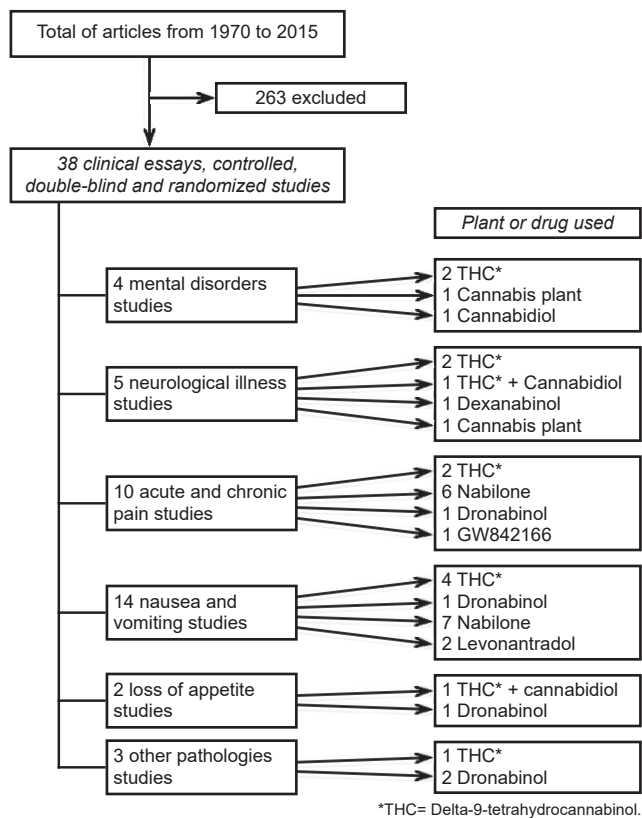 Total of articles from 1970 to 2015
263 excluded
38 clinical essays, controlled,
double-blind and randomized studies
Plant or drug used
4 mental disorders
studies
2 THC*
1 Cannabis plant
1 Cannabidiol
5 neurological illness
studies
2 THC*
1 THC* + Cannabidiol
1 Dexanabinol
1 Cannabis plant
10 acute and chronic
pain studies
2 THC*
6 Nabilone
1 Dronabinol
1 GW842166
14 nausea and
vomiting studies
4 THC*
1 Dronabinol
7 Nabilone
2 Levonantradol
2 loss of appetite
studies
1 THC* + cannabidiol
1 Dronabinol
3 other pathologies
studies
1 THC*
2 Dronabinol
*THC= Delta-9-tetrahydrocannabinol.